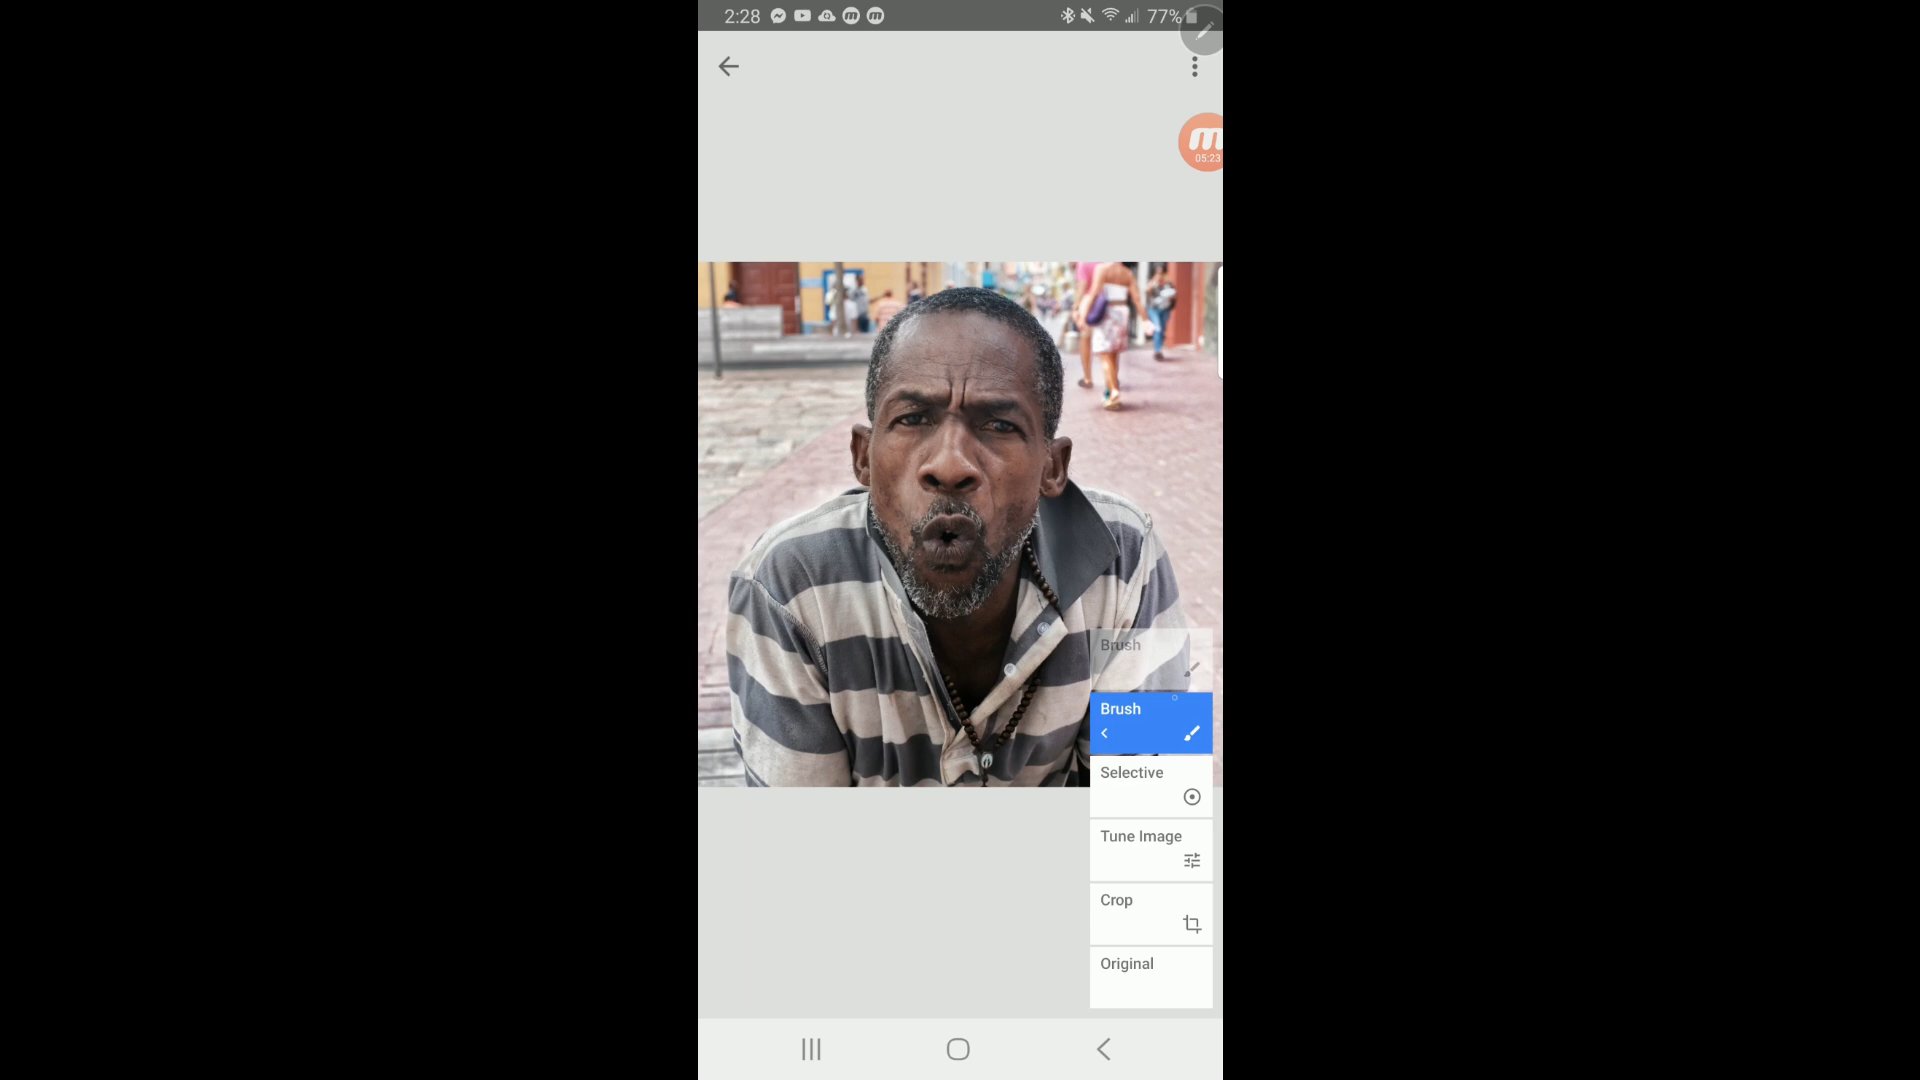 2:28
77%
05:23
Brush
Brush
Selective
Tune Image
Crop
Original